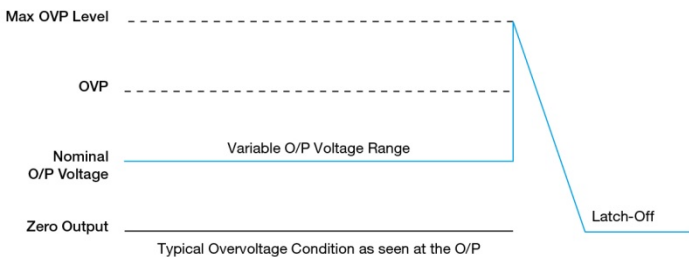 Max OVP Level
OVP
Variable O/P Voltage Range
Nominal
O/P Voltage
Zero Output
Latch-Off
Typical Overvoltage Condition as seen at the O/P